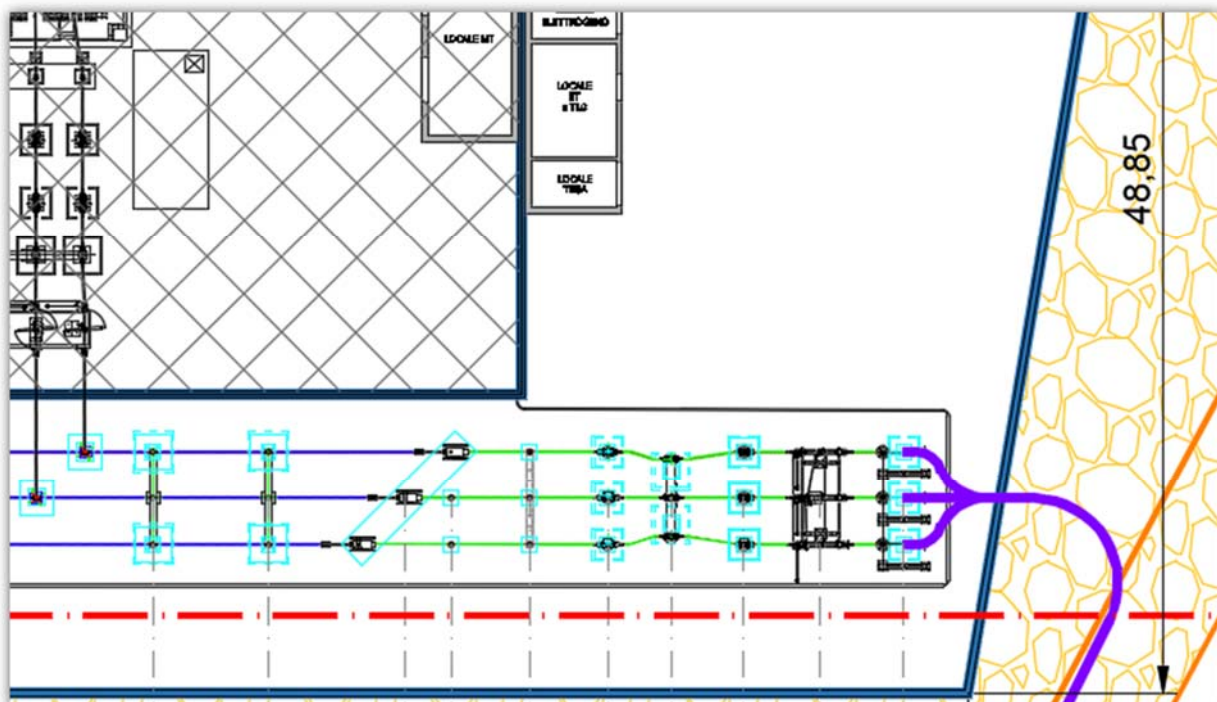 ELETTROGENO
LOCALE MT
LOCALE
BT
e TLC
LOCALE
TERNA
48,85